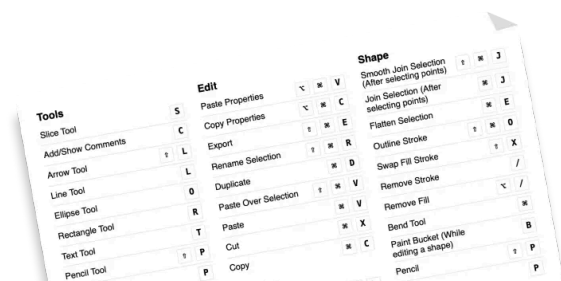 Tools
Slice Tool S
Add/Show Comments C
Arrow Tool ⇧ L
Line Tool L
Ellipse Tool O
Rectangle Tool R
Text Tool T
Pencil Tool ⇧ P
P
Edit
Paste Properties ⌥ ⌘ V
Copy Properties ⌥ ⌘ C
Export ⇧ ⌘ E
Rename Selection ⇧ ⌘ R
Duplicate ⌘ D
Paste Over Selection ⇧ ⌘ V
Paste ⌘ V
Cut ⌘ X
Copy ⌘ C
Shape
Smooth Join Selection
(After selecting points) ⇧ ⌘ J
Join Selection (After
selecting points) ⌘ J
Flatten Selection ⌘ E
Outline Stroke ⇧ ⌘ O
Swap Fill Stroke ⇧ X
Remove Stroke /
Remove Fill ⌥ /
Bend Tool ⌘
Paint Bucket (While
editing a shape) B
Pencil ⇧ P
P